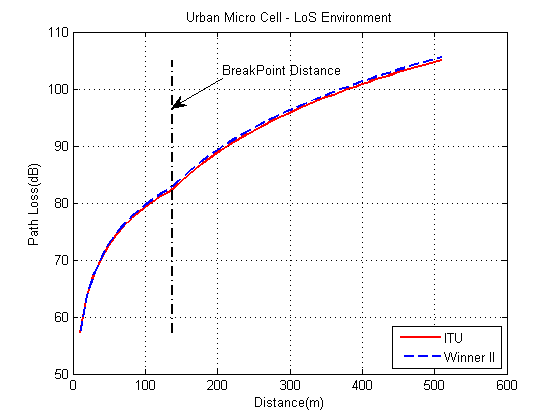 Urban Micro Cell - LoS Environment
110
100
90
80
70
60
50
Path Loss(dB)
BreakPoint Distance
ITU
Winner II
0
100
200
300
400
500
600
Distance(m)